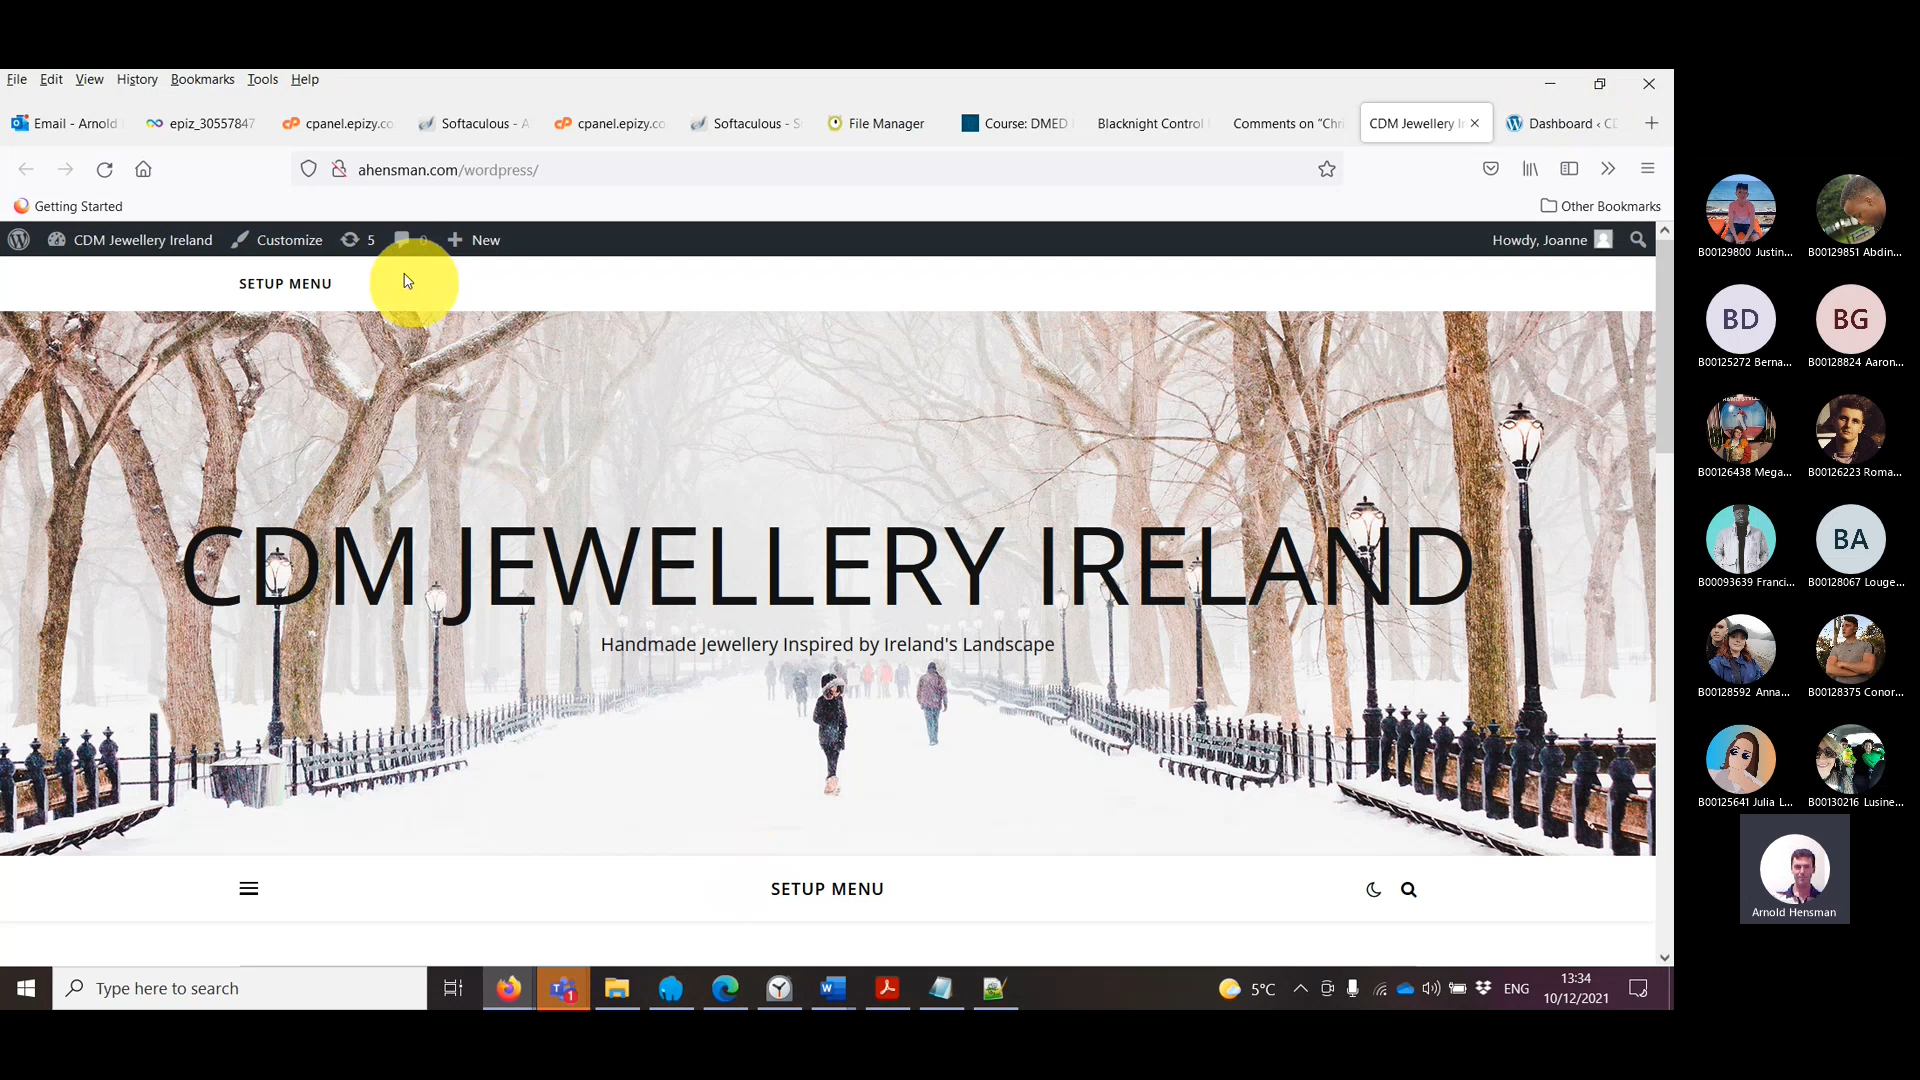 File Edit View History Bookmarks Tools Help
Email - Arnold epiz_30557847 cpanel.epizy.co Softaculous - A cpanel.epizy.co Softaculous - S File Manager Course: DMED Blacknight Control Comments on "Chri CDM Jewellery Ir Dashboard ‹ CD
ahensman.com/wordpress/
Getting Started Other Bookmarks
CDM Jewellery Ireland Customize 5 0 New Howdy, Joanne
SETUP MENU
CDM JEWELLERY IRELAND
Handmade Jewellery Inspired by Ireland's Landscape
SETUP MENU
Type here to search
1
5°C ENG 13:34
10/12/2021
B00129800 Justin... B00129851 Abdin...
BD BG
B00125272 Berna... B00128824 Aaron...
B00126438 Mega... B00126223 Roma...
BA
B00093639 Franci... B00128067 Louge...
B00128592 Anna... B00128375 Conor...
B00125641 Julia L... B00130216 Lusine...
Arnold Hensman